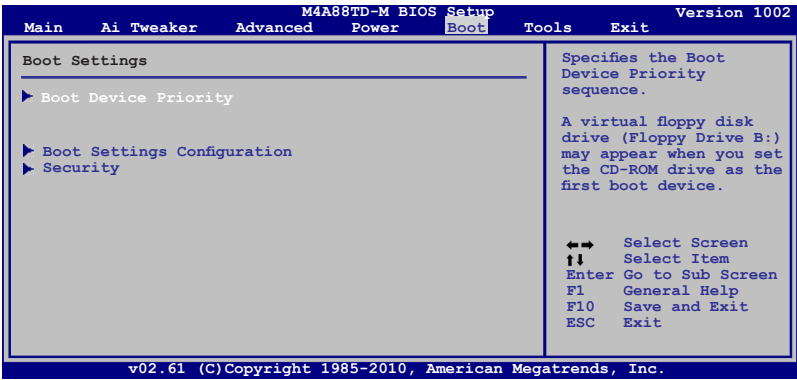 M4A88TD-M BIOS Setup Version 1002
Main Ai Tweaker Advanced Power Boot Tools Exit
Boot Settings
Boot Device Priority
Boot Settings Configuration
Security
Specifies the Boot
Device Priority
sequence.
A virtual floppy disk
drive (Floppy Drive B:)
may appear when you set
the CD-ROM drive as the
first boot device.
←→ Select Screen
↑↓ Select Item
Enter Go to Sub Screen
F1 General Help
F10 Save and Exit
ESC Exit
v02.61 (C)Copyright 1985-2010, American Megatrends, Inc.